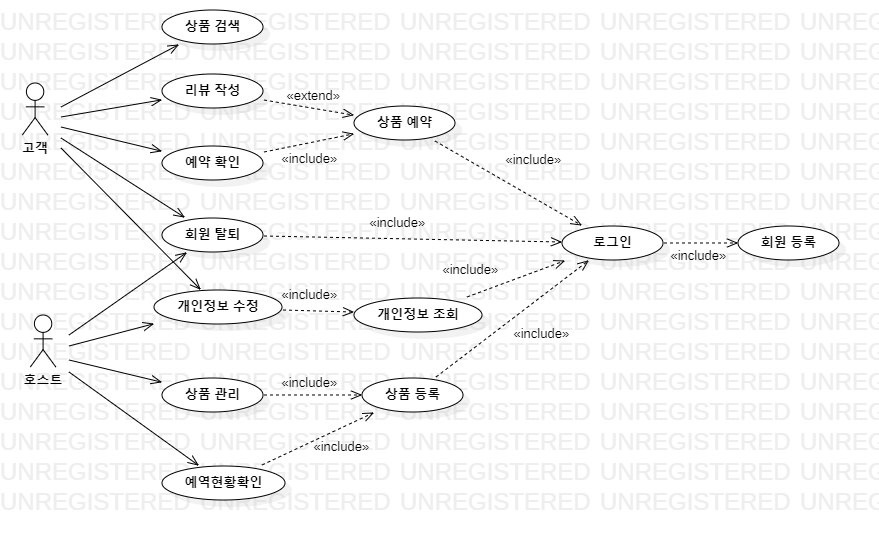 상품 검색
리뷰 작성
«extend»
상품 예약
고객
예약 확인
«include»
«include»
회원 탈퇴
«include»
로그인
«include»
회원 등록
개인정보 수정
«include»
개인정보 조회
«include»
호스트
«include»
상품 관리
«include»
상품 등록
«include»
예역현황확인
UNREGISTERED